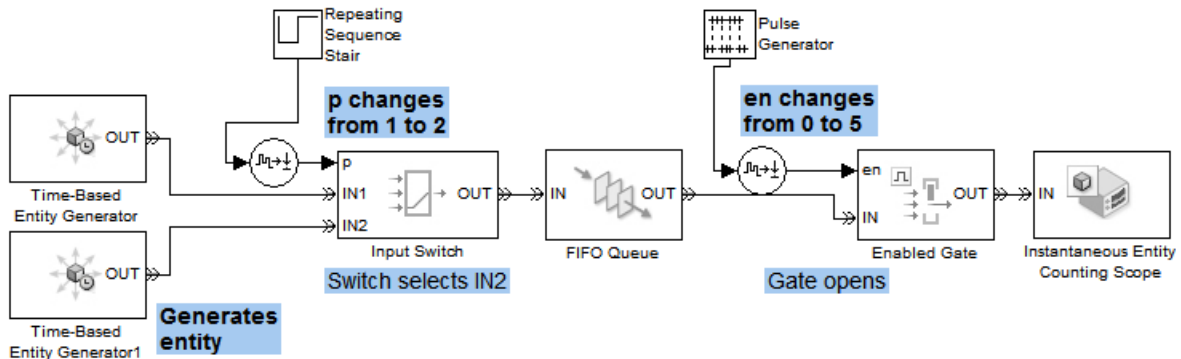 Repeating
Sequence
Stair
Pulse
Generator
p changes
from 1 to 2
en changes
from 0 to 5
OUT
Time-Based
Entity Generator
p
IN1
IN2
OUT
Input Switch
Switch selects IN2
IN
OUT
FIFO Queue
en
IN
OUT
Enabled Gate
Gate opens
IN
Instantaneous Entity
Counting Scope
OUT
Time-Based
Entity Generator1
Generates
entity